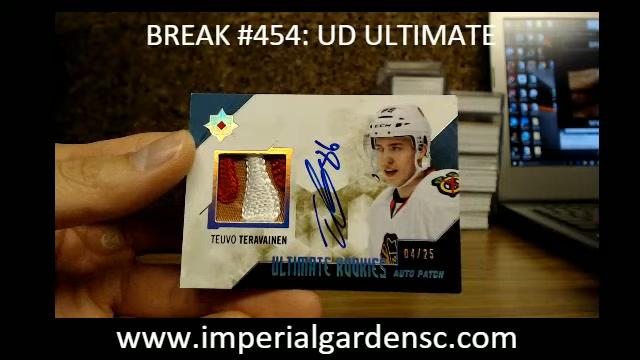 BREAK #454: UD ULTIMATE
TEUVO TERAVAINEN
ULTIMATE ROOKIES
04/25
AUTO PATCH
www.imperialgardensc.com